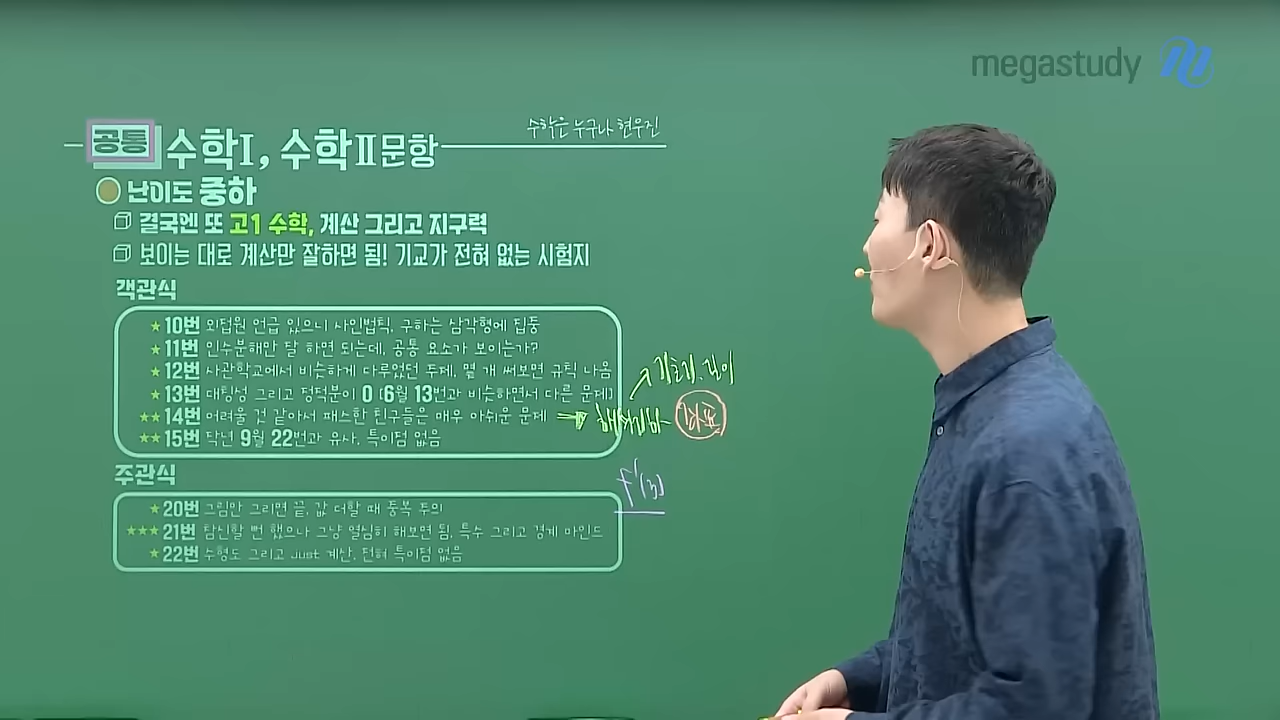 megastudy
수학은 누구나 현우진
공통 수학I, 수학II문항
난이도 중하
결국엔 또 고1 수학, 계산 그리고 지구력
보이는 대로 계산만 잘하면 됨! 기교가 전혀 없는 시험지
객관식
★10번 외접원 언급 있으니 사인법칙, 구하는 삼각형에 집중
★11번 인수분해만 잘 하면 되는데, 공통 요소가 보이는가?
★12번 사관학교에서 비슷하게 다루었던 주제, 몇 개 써보면 규칙 나옴
★13번 대칭성 그리고 정적분이 0 (6월 13번과 비슷하면서 다른 문제)
★★14번 어려울 것 같아서 패스한 친구들은 매우 아쉬운 문제
★★15번 작년 9월 22번과 유사, 특이점 없음
기울기, 길이
좌표
f'(3)
주관식
★20번 그림만 그리면 끝, 값 더할 때 중복 주의
★★★21번 참신할 뻔 했으나 그냥 열심히 해보면 됨, 특수 그리고 경계 마인드
★22번 수형도 그리고 Just 계산, 전혀 특이점 없음